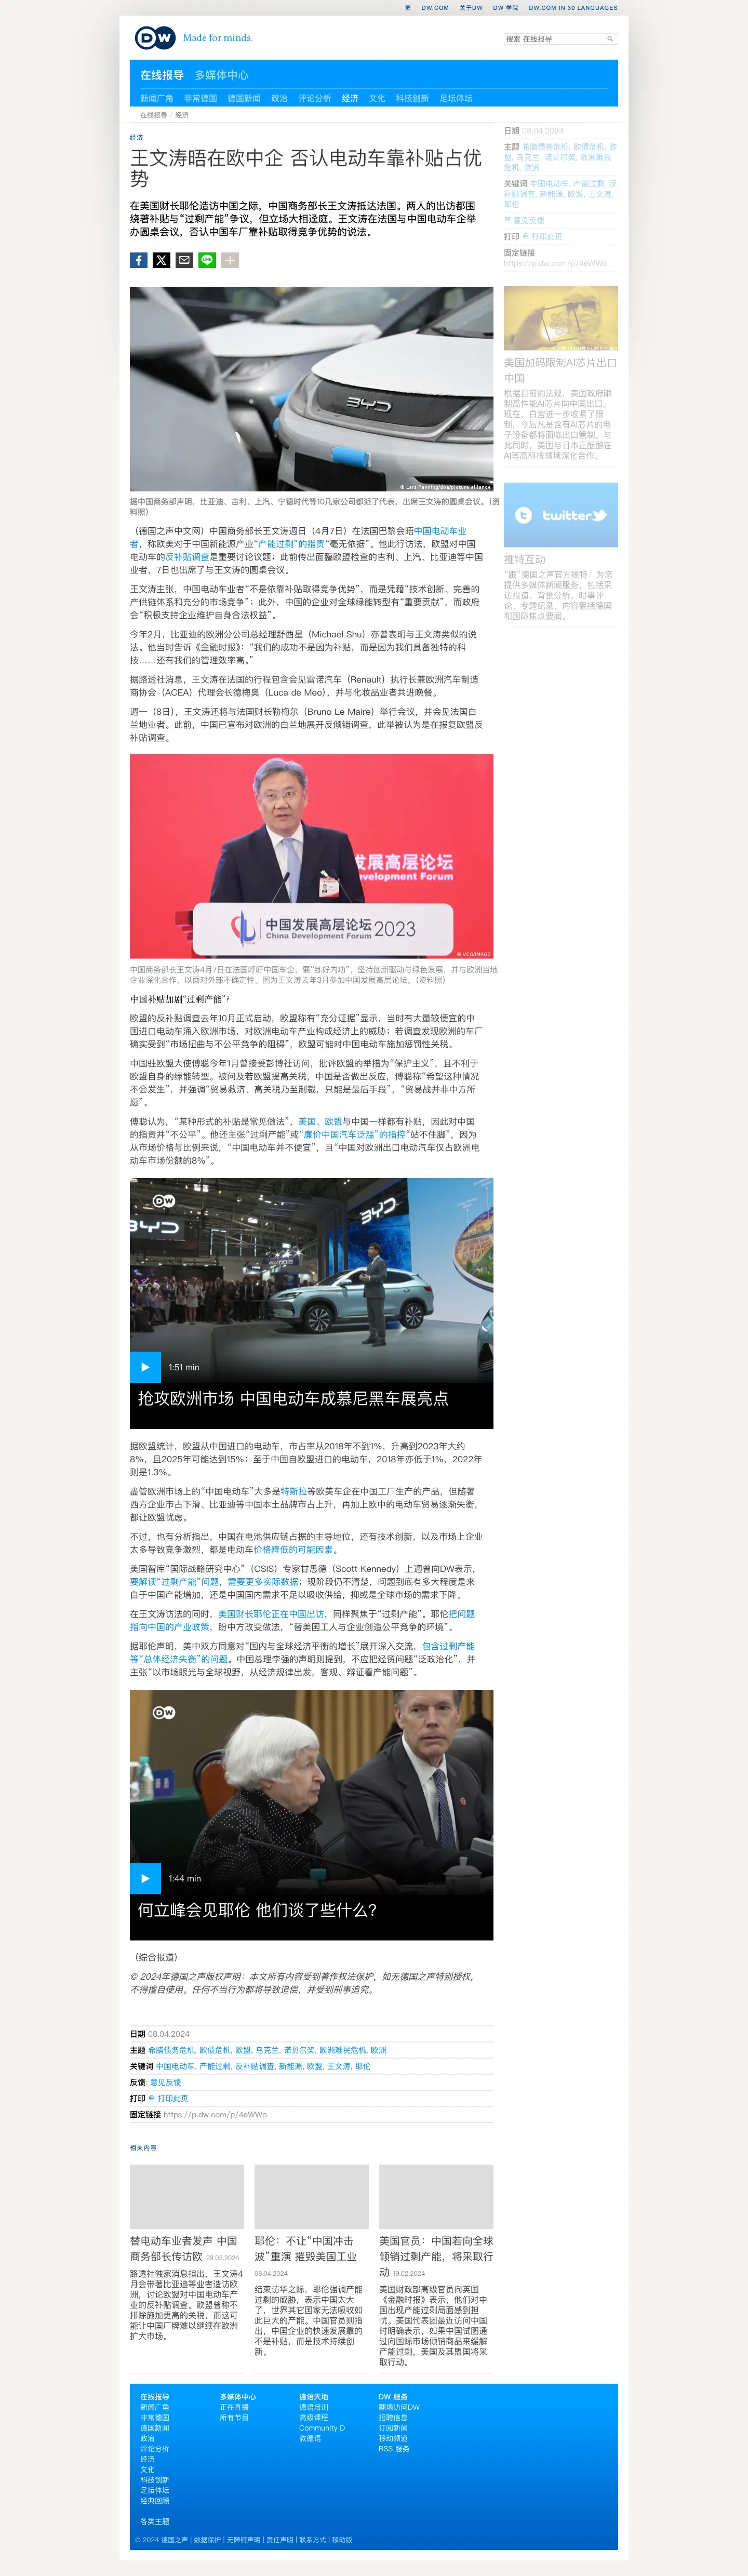 繁 DW.COM 关于DW DW 学院 DW.COM IN 30 LANGUAGES
DW Made for minds.
搜索 在线报导
在线报导 多媒体中心
新闻广角 非常德国 德国新闻 政治 评论分析 经济 文化 科技创新 足坛体坛
在线报导 / 经济
经济
王文涛晤在欧中企 否认电动车靠补贴占优
势
在美国财长耶伦造访中国之际，中国商务部长王文涛抵达法国。两人的出访都围
绕著补贴与“过剩产能”争议，但立场大相迳庭。王文涛在法国与中国电动车企举
办圆桌会议，否认中国车厂靠补贴取得竞争优势的说法。
BYD
© Lars Penning/dpa/picture alliance
据中国商务部声明，比亚迪、吉利、上汽、宁德时代等10几家公司都派了代表，出席王文涛的圆桌会议。（资
料照）
（德国之声中文网）中国商务部长王文涛週日（4月7日）在法国巴黎会晤中国电动车业
者，称欧美对于中国新能源产业“产能过剩”的指责“毫无依据”。他此行访法，欧盟对中国
电动车的反补贴调查是重要讨论议题；此前传出面临欧盟检查的吉利、上汽、比亚迪等中国
业者，7日也出席了与王文涛的圆桌会议。
王文涛主张，中国电动车业者“不是依靠补贴取得竞争优势”，而是凭藉“技术创新、完善的
产供链体系和充分的市场竞争”；此外，中国的企业对全球绿能转型有“重要贡献”，而政府
会“积极支持企业维护自身合法权益”。
今年2月，比亚迪的欧洲分公司总经理舒酉星（Michael Shu）亦曾表明与王文涛类似的说
法。他当时告诉《金融时报》：“我们的成功不是因为补贴，而是因为我们具备独特的科
技……还有我们的管理效率高。”
据路透社消息，王文涛在法国的行程包含会见雷诺汽车（Renault）执行长兼欧洲汽车制造
商协会（ACEA）代理会长德梅奥（Luca de Meo），并与化妆品业者共进晚餐。
週一（8日），王文涛还将与法国财长勒梅尔（Bruno Le Maire）举行会议，并会见法国白
兰地业者。此前，中国已宣布对欧洲的白兰地展开反倾销调查，此举被认为是在报复欧盟反
补贴调查。
发展高层论坛
Development Forum
中国发展高层论坛 2023
China Development Forum
© VCG/IMAGO
中国商务部长王文涛4月7日在法国呼吁中国车企，要“练好内功”，坚持创新驱动与绿色发展，并与欧洲当地
企业深化合作，以面对外部不确定性。图为王文涛去年3月参加中国发展高层论坛。（资料照）
中国补贴加剧“过剩产能”？
欧盟的反补贴调查去年10月正式启动，欧盟称有“充分证据”显示，当时有大量较便宜的中
国进口电动车涌入欧洲市场，对欧洲电动车产业构成经济上的威胁；若调查发现欧洲的车厂
确实受到“市场扭曲与不公平竞争的阻碍”，欧盟可能对中国电动车施加惩罚性关税。
中国驻欧盟大使傅聪今年1月曾接受彭博社访问，批评欧盟的举措为“保护主义”，且不利于
欧盟自身的绿能转型。被问及若欧盟提高关税，中国是否做出反应，傅聪称“希望这种情况
不会发生”，并强调“贸易救济、高关税乃至制裁，只能是最后手段”，“贸易战并非中方所
愿”。
傅聪认为，“某种形式的补贴是常见做法”，美国、欧盟与中国一样都有补贴，因此对中国
的指责并“不公平”。他还主张“过剩产能”或“廉价中国汽车泛滥”的指控“站不住脚”，因为
从市场价格与比例来说，“中国电动车并不便宜”，且“中国对欧洲出口电动汽车仅占欧洲电
动车市场份额的8%”。
DW
BYD
BYD
1:51 min
抢攻欧洲市场 中国电动车成慕尼黑车展亮点
据欧盟统计，欧盟从中国进口的电动车，市占率从2018年不到1%，升高到2023年大约
8%，且2025年可能达到15%；至于中国自欧盟进口的电动车，2018年亦低于1%，2022年
则是1.3%。
盡管欧洲市场上的“中国电动车”大多是特斯拉等欧美车企在中国工厂生产的产品，但随著
西方企业市占下滑、比亚迪等中国本土品牌市占上升，再加上欧中的电动车贸易逐渐失衡，
都让欧盟忧虑。
不过，也有分析指出，中国在电池供应链占据的主导地位，还有技术创新，以及市场上企业
太多导致竞争激烈，都是电动车价格降低的可能因素。
美国智库“国际战略研究中心”（CSIS）专家甘思德（Scott Kennedy）上週曾向DW表示，
要解读“过剩产能”问题，需要更多实际数据；现阶段仍不清楚，问题到底有多大程度是来
自于中国产能增加，还是中国国内需求不足以吸收供给，抑或是全球市场的需求下降。
在王文涛访法的同时，美国财长耶伦正在中国出访，同样聚焦于“过剩产能”。耶伦把问题
指向中国的产业政策，盼中方改变做法，“替美国工人与企业创造公平竞争的环境”。
据耶伦声明，美中双方同意对“国内与全球经济平衡的增长”展开深入交流，包含过剩产能
等“总体经济失衡”的问题。中国总理李强的声明则提到，不应把经贸问题“泛政治化”，并
主张“以市场眼光与全球视野，从经济规律出发，客观、辩证看产能问题”。
DW
1:44 min
何立峰会见耶伦 他们谈了些什么？
（综合报道）
© 2024年德国之声版权声明：本文所有内容受到著作权法保护，如无德国之声特别授权，
不得擅自使用。任何不当行为都将导致追偿，并受到刑事追究。
日期 08.04.2024
主题 希腊债务危机, 欧债危机, 欧盟, 乌克兰, 诺贝尔奖, 欧洲难民危机, 欧洲
关键词 中国电动车, 产能过剩, 反补贴调查, 新能源, 欧盟, 王文涛, 耶伦
反馈: 意见反馈
打印 打印此页
固定链接 https://p.dw.com/p/4eWWo
相关内容
替电动车业者发声 中国
商务部长传访欧 29.03.2024
路透社独家消息指出，王文涛4
月会带著比亚迪等业者造访欧
洲，讨论欧盟对中国电动车产
业的反补贴调查。欧盟曾称不
排除施加更高的关税，而这可
能让中国厂牌难以继续在欧洲
扩大市场。
耶伦：不让“中国冲击
波”重演 摧毁美国工业
08.04.2024
结束访华之际，耶伦强调产能
过剩的威胁，表示中国太大
了，世界其它国家无法吸收如
此巨大的产能。中国官员则指
出，中国企业的快速发展靠的
不是补贴，而是技术持续创
新。
美国官员：中国若向全球
倾销过剩产能，将采取行
动 19.02.2024
美国财政部高级官员向英国
《金融时报》表示，他们对中
国出现产能过剩局面感到担
忧。美国代表团最近访问中国
时明确表示，如果中国试图通
过向国际市场倾销商品来缓解
产能过剩，美国及其盟国将采
取行动。
日期 08.04.2024
主题 希腊债务危机, 欧债危机, 欧
盟, 乌克兰, 诺贝尔奖, 欧洲难民
危机, 欧洲
关键词 中国电动车, 产能过剩, 反
补贴调查, 新能源, 欧盟, 王文涛,
耶伦
意见反馈
打印 打印此页
固定链接
https://p.dw.com/p/4eWWo
美国加码限制AI芯片出口
中国
根据目前的法规，美国政府限
制高性能AI芯片向中国出口。
现在，白宫进一步收紧了限
制，今后凡是含有AI芯片的电
子设备都将面临出口管制。与
此同时，美国与日本正酝酿在
AI等高科技领域深化合作。
twitter
推特互动
“跟”德国之声官方推特：为您
提供多媒体新闻服务，包括采
访报道、背景分析、时事评
论、专题纪录，内容囊括德国
和国际焦点要闻。
在线报导
新闻广角
非常德国
德国新闻
政治
评论分析
经济
文化
科技创新
足坛体坛
经典回顾
各类主题
多媒体中心
正在直播
所有节目
德语天地
德语培训
高级课程
Community D
教德语
DW 服务
翻墙访问DW
招聘信息
订阅新闻
移动频道
RSS 服务
© 2024 德国之声 | 数据保护 | 无障碍声明 | 责任声明 | 联系方式 | 移动版